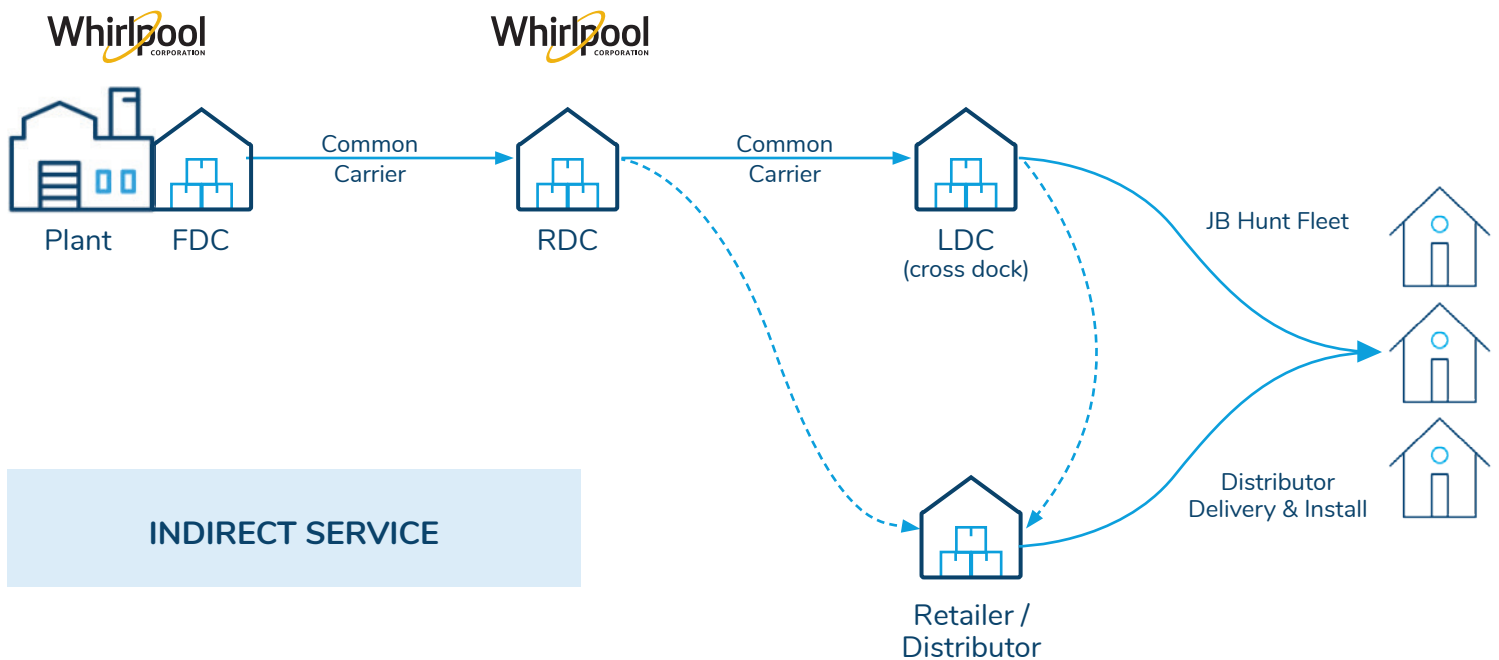 Whirlpool
CORPORATION
Whirlpool
CORPORATION
Common
Carrier
Common
Carrier
Plant
FDC
RDC
LDC
(cross dock)
JB Hunt Fleet
INDIRECT SERVICE
Distributor
Delivery & Install
Retailer /
Distributor